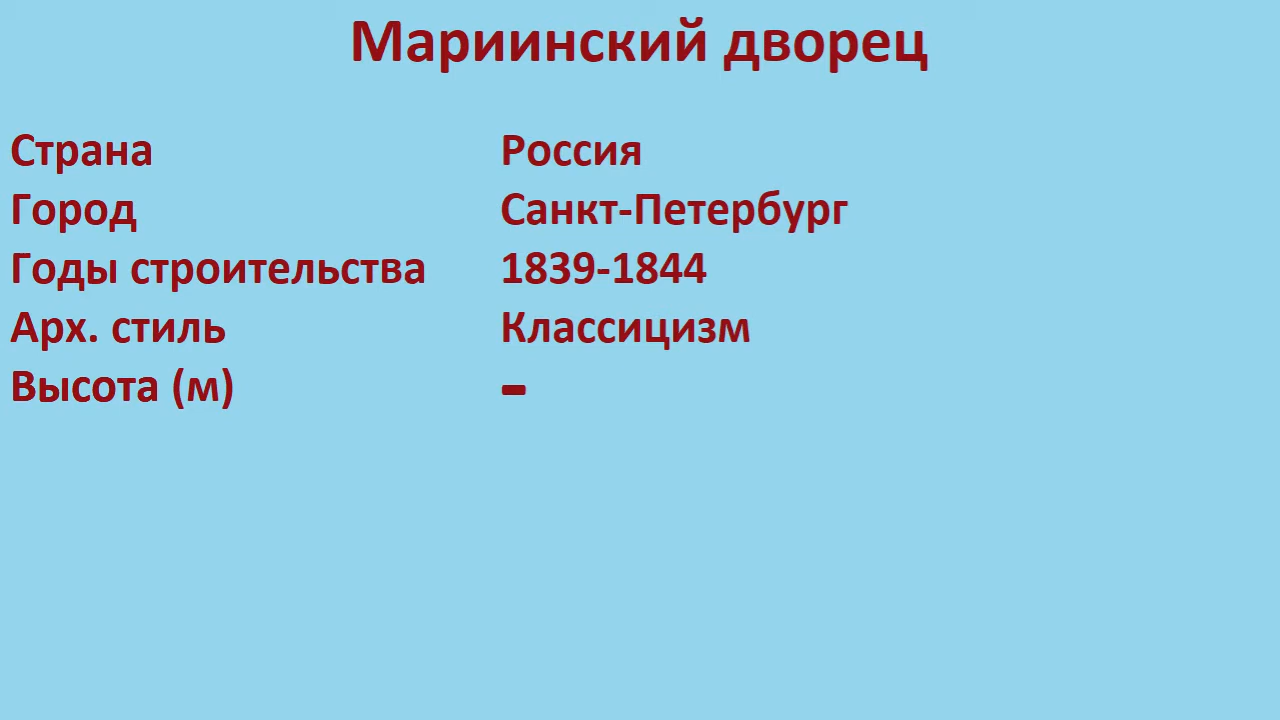 Мариинский дворец
Страна Россия
Город Санкт-Петербург
Годы строительства 1839-1844
Арх. стиль Классицизм
Высота (м) -